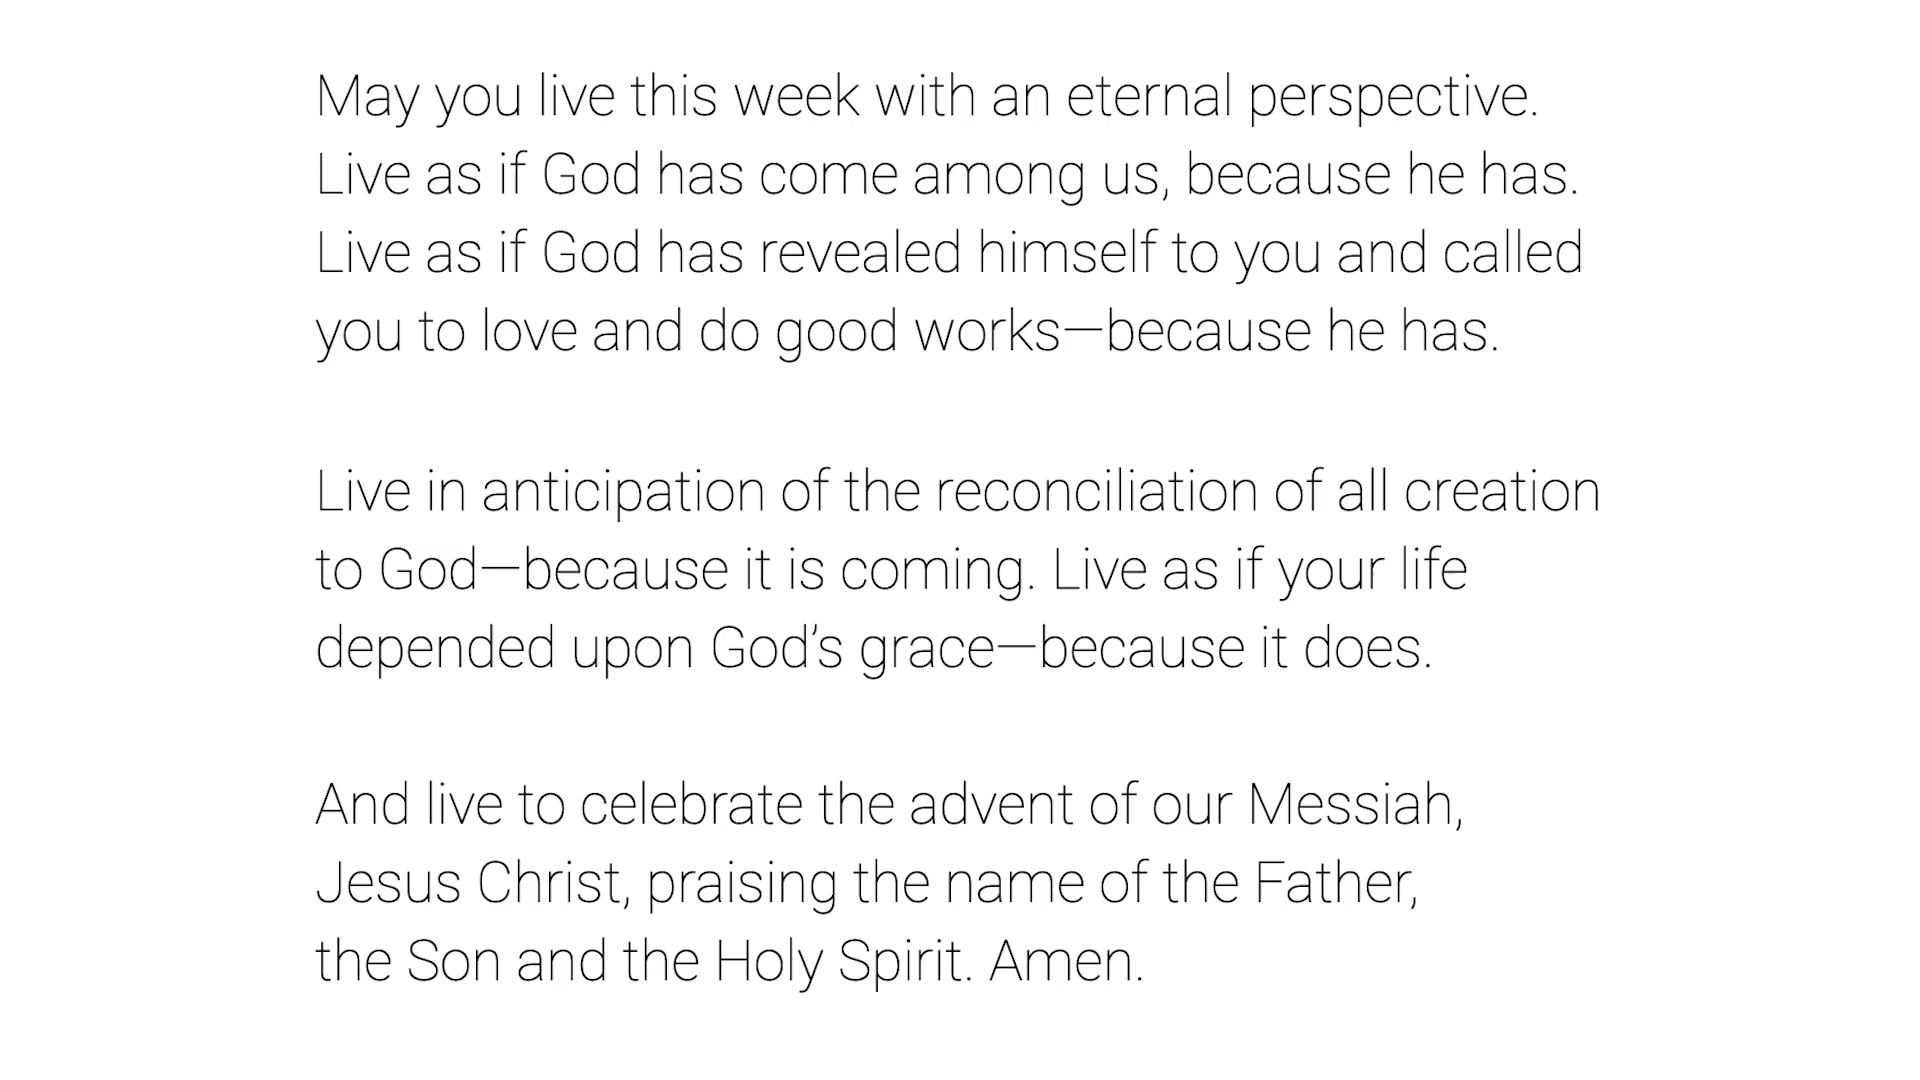 May you live this week with an eternal perspective.
Live as if God has come among us, because he has.
Live as if God has revealed himself to you and called
you to love and do good works—because he has.
Live in anticipation of the reconciliation of all creation
to God—because it is coming. Live as if your life
depended upon God’s grace—because it does.
And live to celebrate the advent of our Messiah,
Jesus Christ, praising the name of the Father,
the Son and the Holy Spirit. Amen.